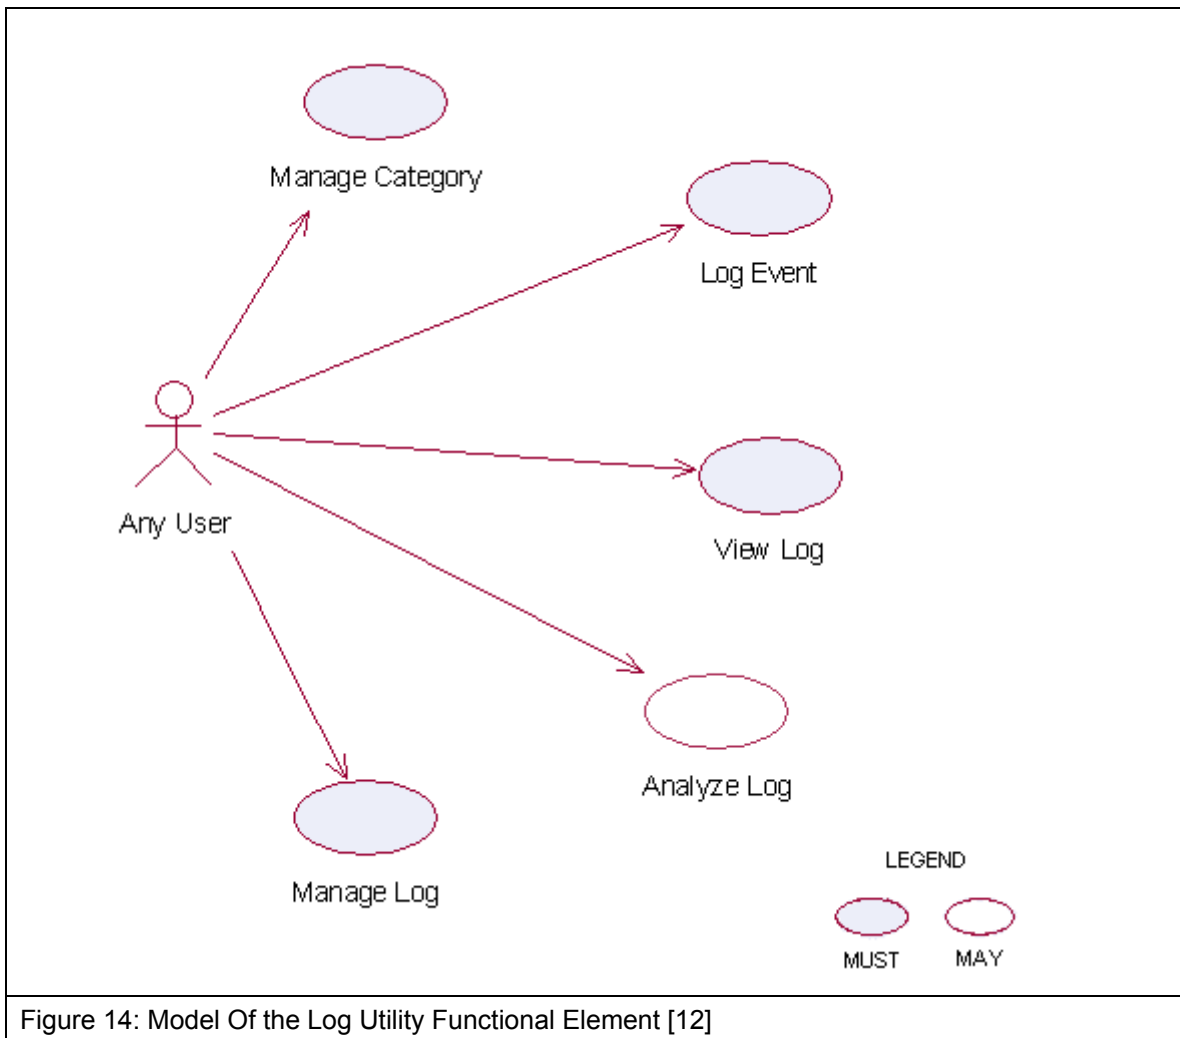 Manage Category
Log Event
Any User
View Log
Analyze Log
Manage Log
LEGEND
MUST MAY
Figure 14: Model Of the Log Utility Functional Element [12]